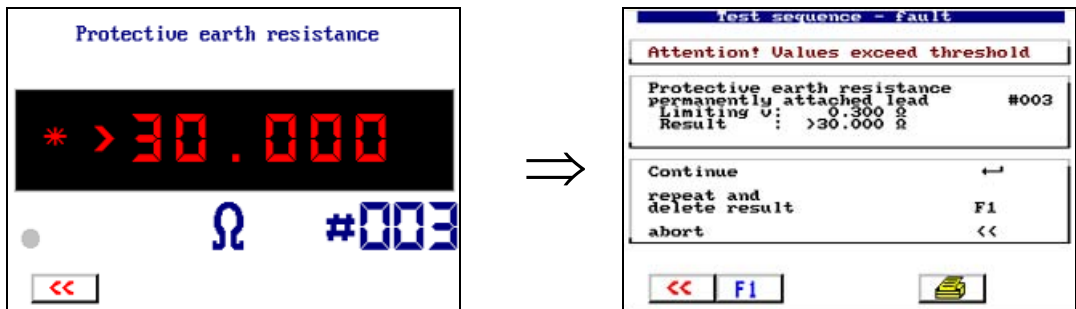 Protective earth resistance
* >30.000
Ω #003
<<
⇒
Test sequence - fault
Attention! Values exceed threshold
Protective earth resistance
permanently attached lead #003
Limiting v: 0.300 Ω
Result : >30.000 Ω
Continue ↵
repeat and
delete result F1
abort <<
<< F1